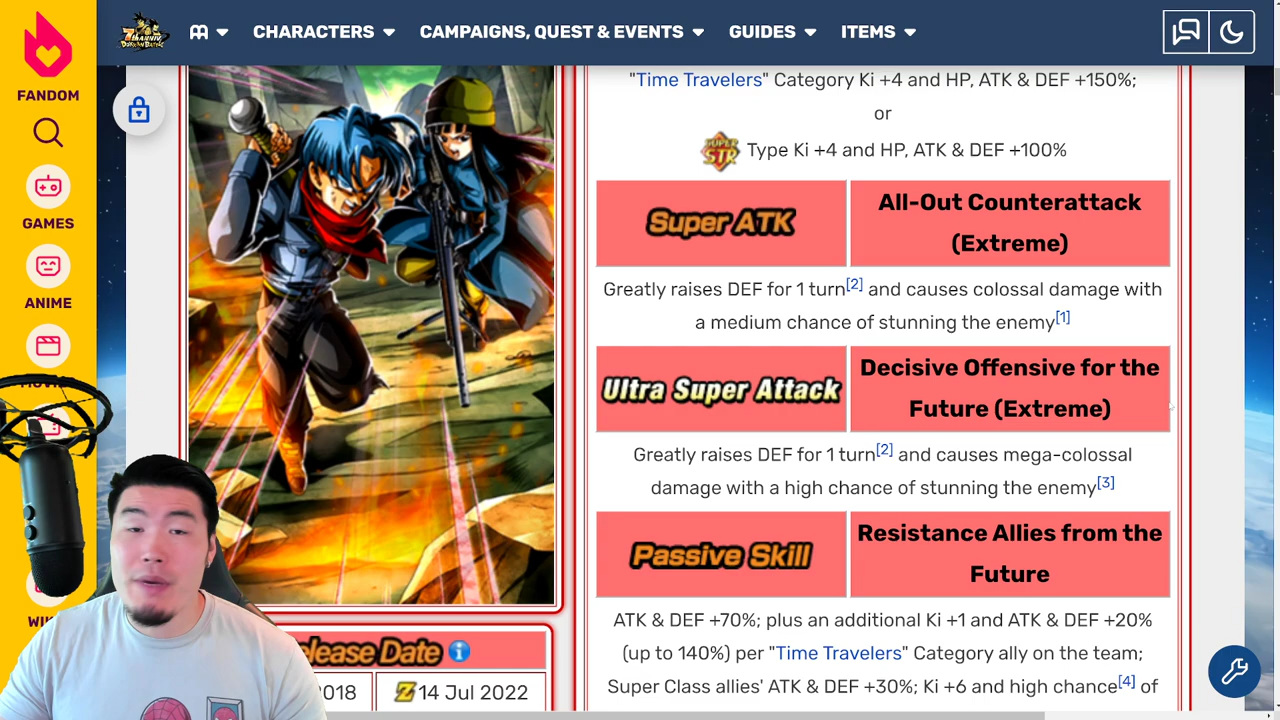 FANDOM
GAMES
ANIME
WIK
CHARACTERS
CAMPAIGNS, QUEST & EVENTS
GUIDES
ITEMS
"Time Travelers" Category Ki +4 and HP, ATK & DEF +150%;
or
SUPER STR Type Ki +4 and HP, ATK & DEF +100%
Super ATK
All-Out Counterattack
(Extreme)
Greatly raises DEF for 1 turn[2] and causes colossal damage with
a medium chance of stunning the enemy[1]
Ultra Super Attack
Decisive Offensive for the
Future (Extreme)
Greatly raises DEF for 1 turn[2] and causes mega-colossal
damage with a high chance of stunning the enemy[3]
Passive Skill
Resistance Allies from the
Future
ATK & DEF +70%; plus an additional Ki +1 and ATK & DEF +20%
(up to 140%) per "Time Travelers" Category ally on the team;
Super Class allies' ATK & DEF +30%; Ki +6 and high chance[4] of
lease Date
2018
Z 14 Jul 2022